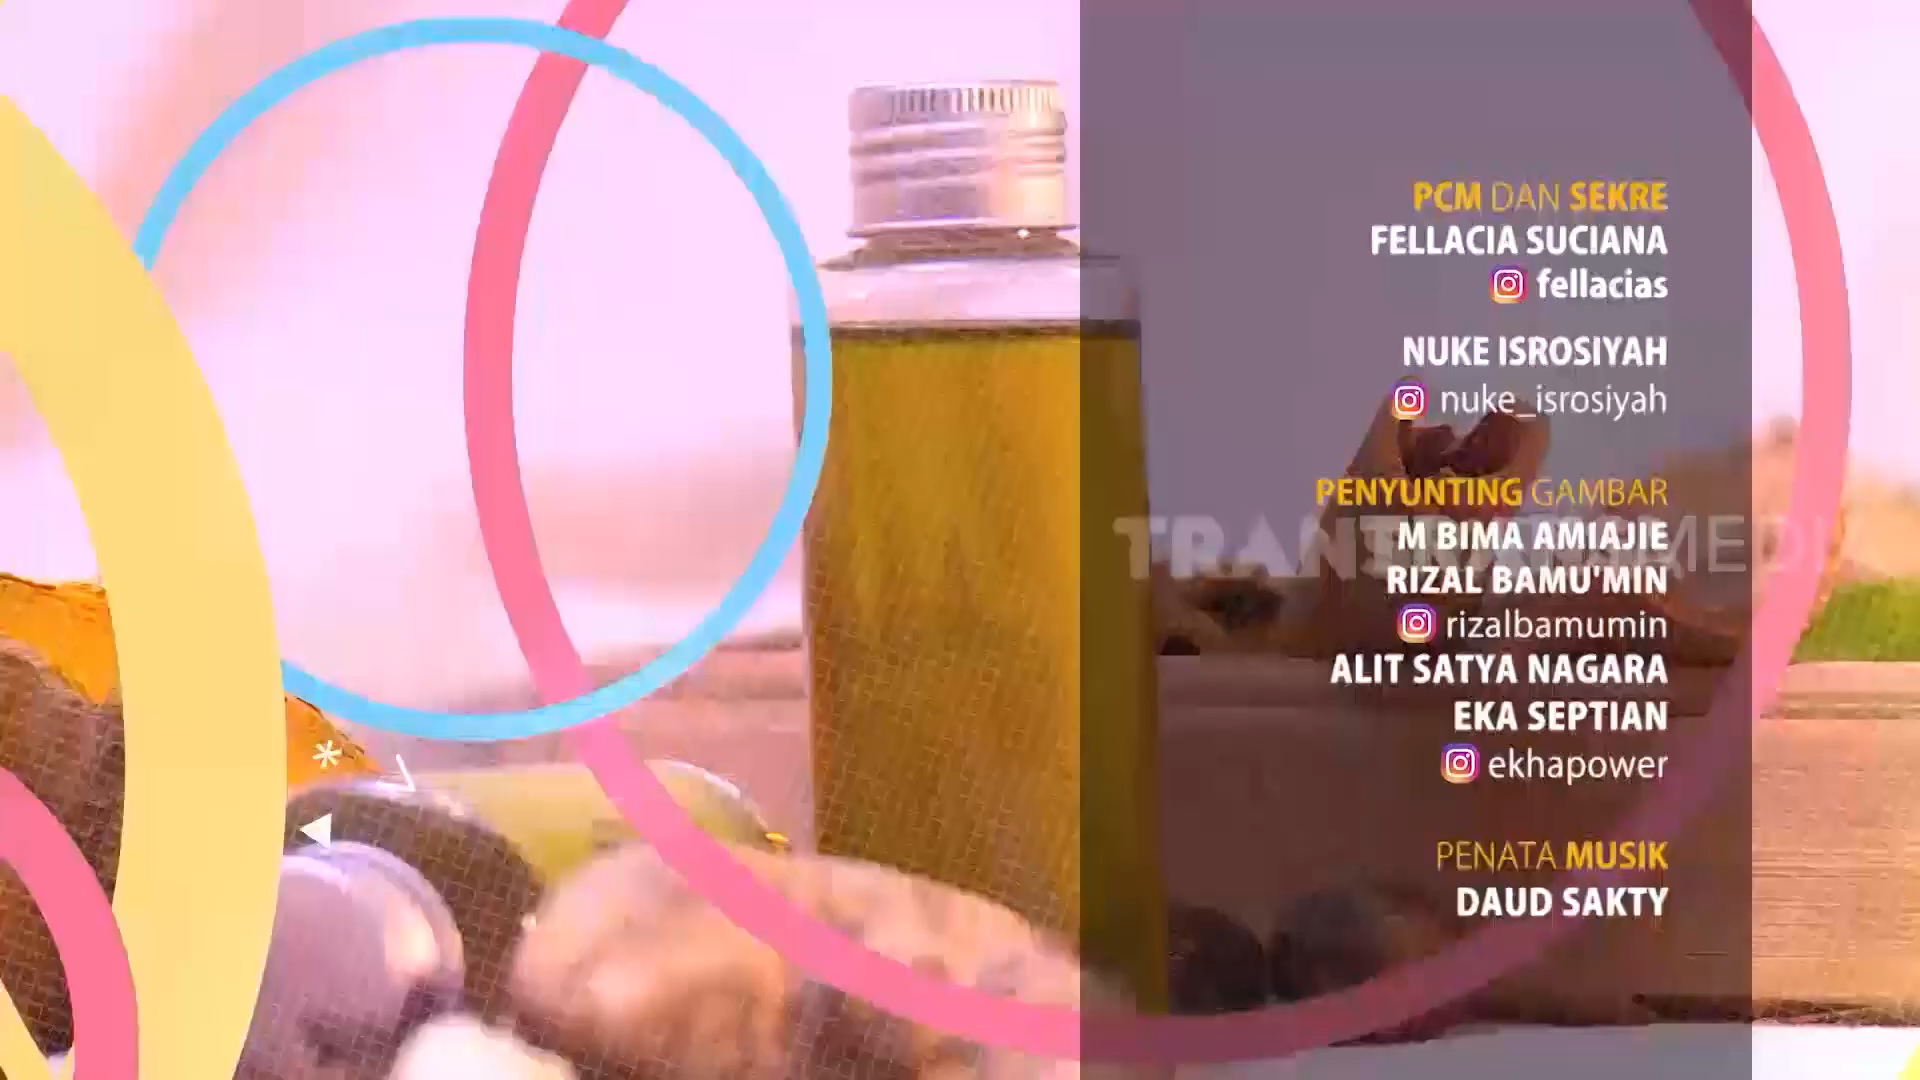 PCM DAN SEKRE
FELLACIA SUCIANA
fellacias
NUKE ISROSIYAH
nuke_isrosiyah
PENYUNTING GAMBAR
M BIMA AMIAJIE
RIZAL BAMU'MIN
rizalbamumin
ALIT SATYA NAGARA
EKA SEPTIAN
ekhapower
PENATA MUSIK
DAUD SAKTY